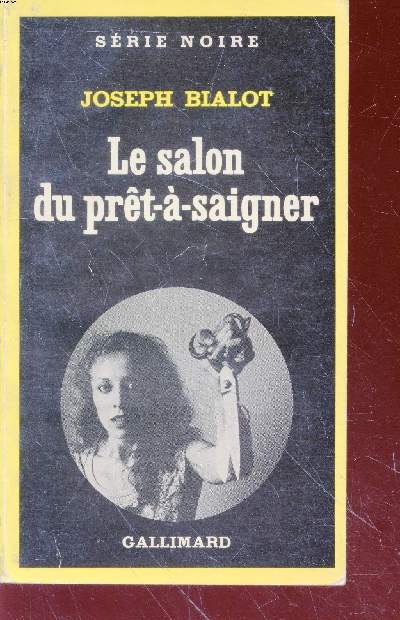 SÉRIE NOIRE
JOSEPH BIALOT
Le salon
du prêt-à-saigner
GALLIMARD